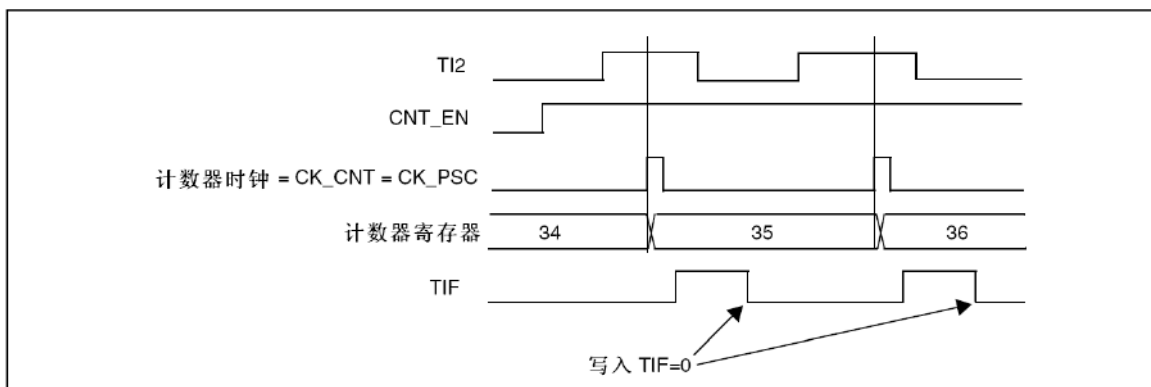 TI2
CNT_EN
计数器时钟 = CK_CNT = CK_PSC
计数器寄存器 34 35 36
TIF
写入 TIF=0